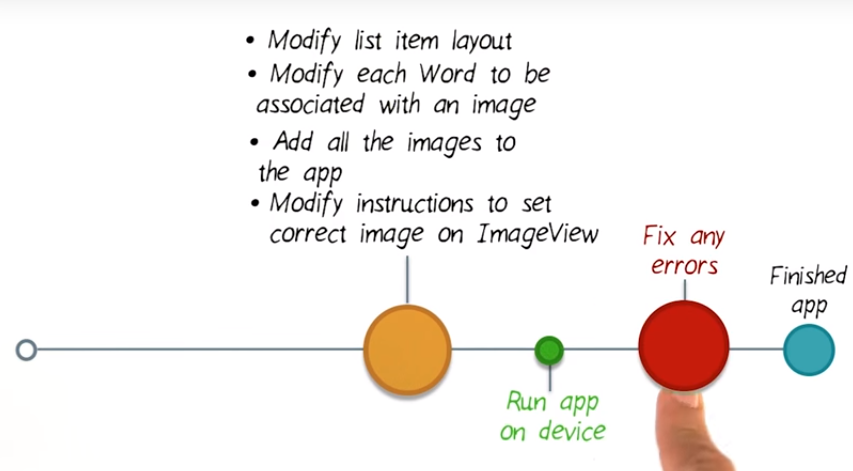 • Modify list item layout
• Modify each Word to be
associated with an image
• Add all the images to
the app
• Modify instructions to set
correct image on ImageView
Fix any
errors
Finished
app
Run app
on device